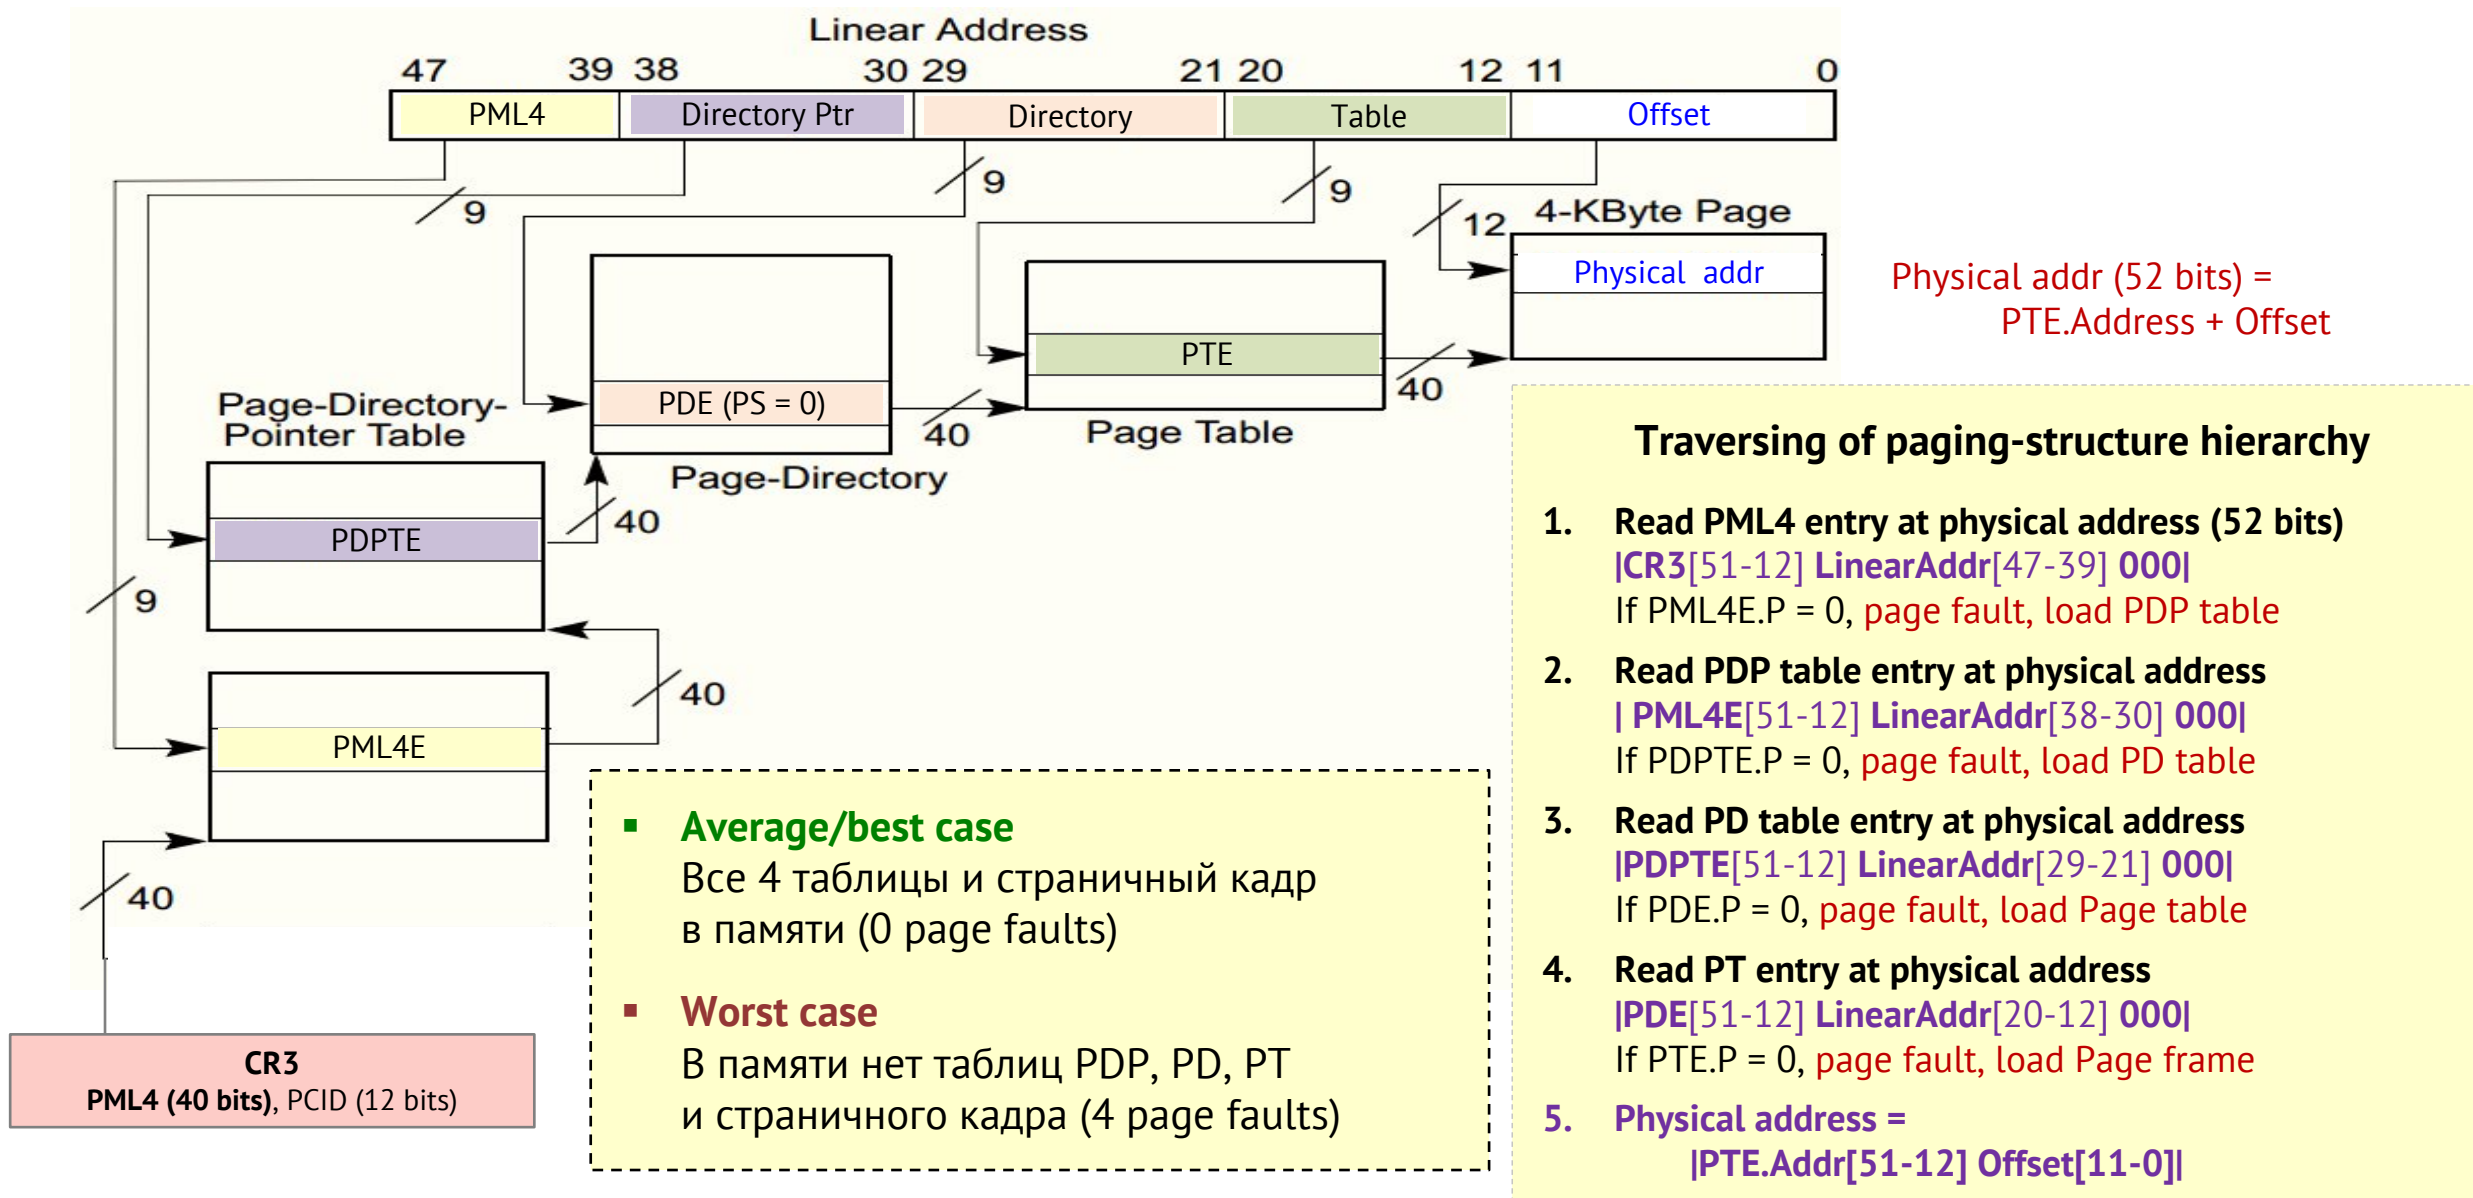 Linear Address
47 39 38 30 29 21 20 12 11 0
PML4 Directory Ptr Directory Table Offset
9
9
9
9
12
4-KByte Page
Physical addr
Physical addr (52 bits) =
PTE.Address + Offset
PTE
40
Page Table
PDE (PS = 0)
40
Page-Directory
Page-Directory-
Pointer Table
PDPTE
40
PML4E
40
40
CR3
PML4 (40 bits), PCID (12 bits)
▪ Average/best case
Все 4 таблицы и страничный кадр
в памяти (0 page faults)
▪ Worst case
В памяти нет таблиц PDP, PD, PT
и страничного кадра (4 page faults)
Traversing of paging-structure hierarchy
1. Read PML4 entry at physical address (52 bits)
|CR3[51-12] LinearAddr[47-39] 000|
If PML4E.P = 0, page fault, load PDP table
2. Read PDP table entry at physical address
| PML4E[51-12] LinearAddr[38-30] 000|
If PDPTE.P = 0, page fault, load PD table
3. Read PD table entry at physical address
|PDPTE[51-12] LinearAddr[29-21] 000|
If PDE.P = 0, page fault, load Page table
4. Read PT entry at physical address
|PDE[51-12] LinearAddr[20-12] 000|
If PTE.P = 0, page fault, load Page frame
5. Physical address =
|PTE.Addr[51-12] Offset[11-0]|